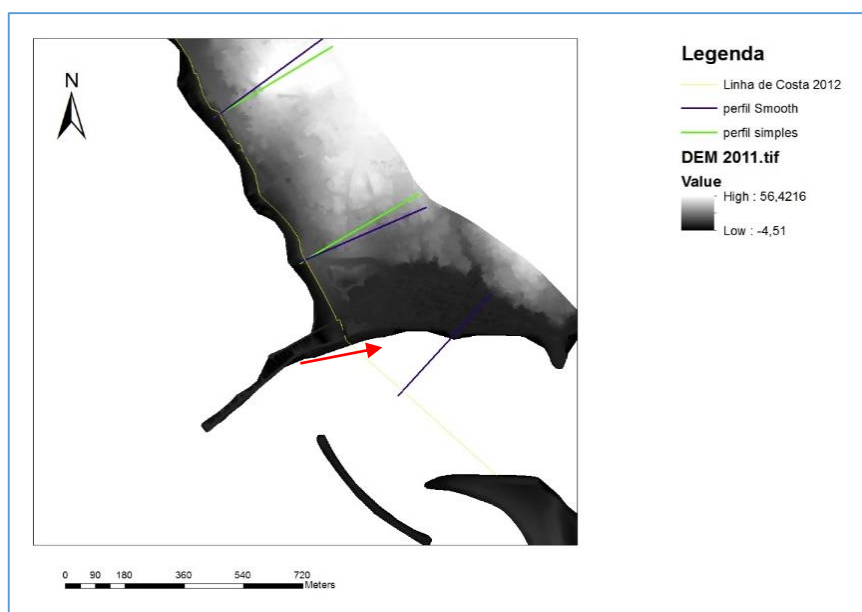 N
Legenda
Linha de Costa 2012
perfil Smooth
perfil simples
DEM 2011.tif
Value
High : 56,4216
Low : -4,51
0 90 180 360 540 720
Meters